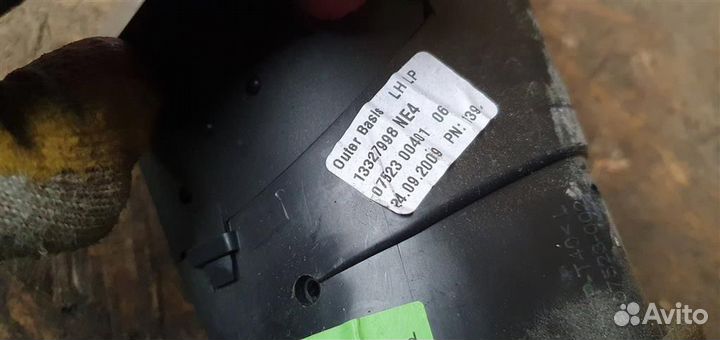 Outer Basis LH LP
13327998 NE4
07523 00401 06
24.09.2009 PN: 139
Avito